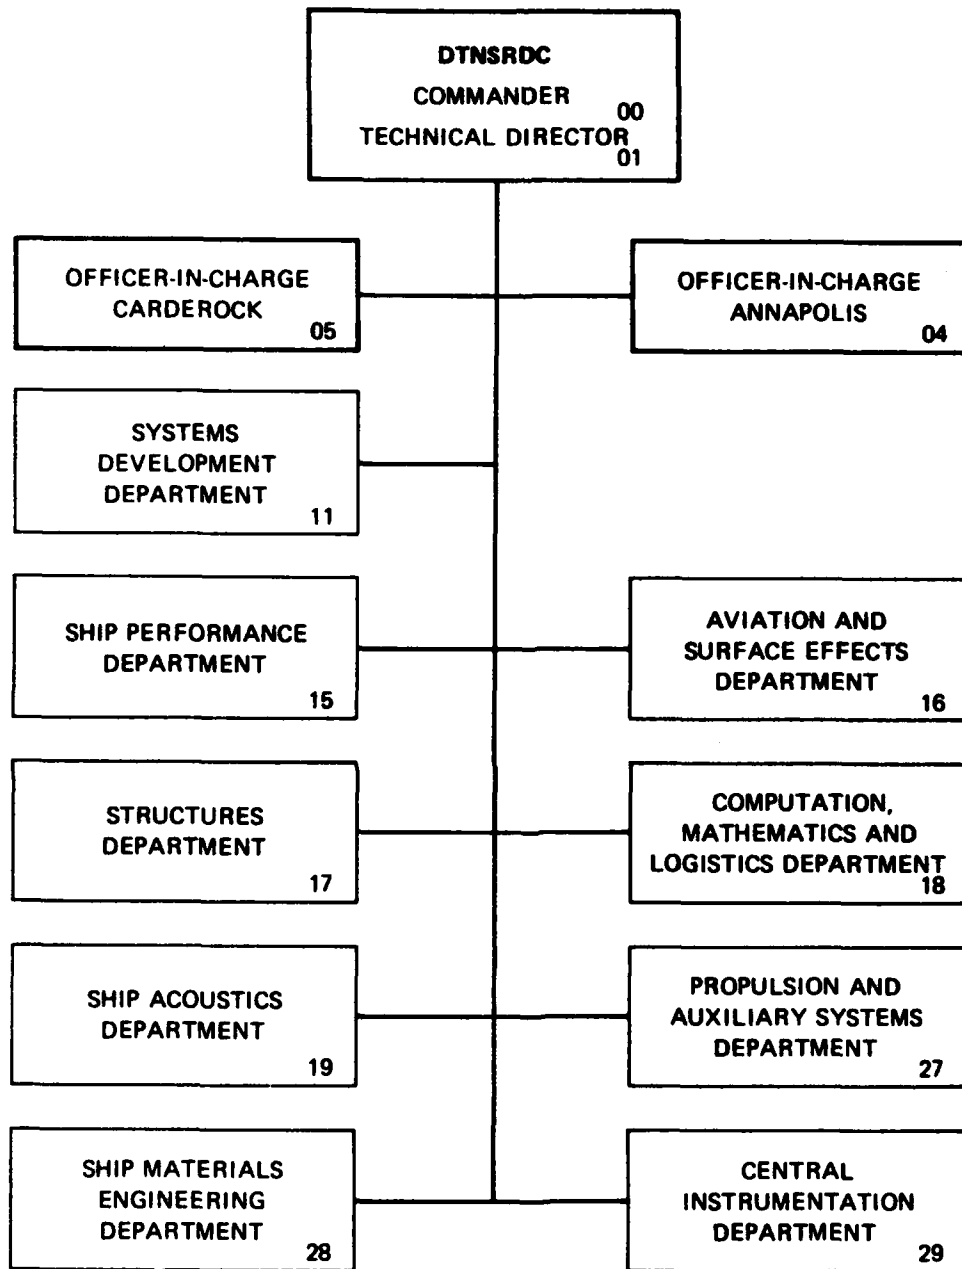 DTNSRDC
COMMANDER
00
TECHNICAL DIRECTOR
01
OFFICER-IN-CHARGE
CARDEROCK
05
OFFICER-IN-CHARGE
ANNAPOLIS
04
SYSTEMS
DEVELOPMENT
DEPARTMENT
11
SHIP PERFORMANCE
DEPARTMENT
15
AVIATION AND
SURFACE EFFECTS
DEPARTMENT
16
STRUCTURES
DEPARTMENT
17
COMPUTATION,
MATHEMATICS AND
LOGISTICS DEPARTMENT
18
SHIP ACOUSTICS
DEPARTMENT
19
PROPULSION AND
AUXILIARY SYSTEMS
DEPARTMENT
27
SHIP MATERIALS
ENGINEERING
DEPARTMENT
28
CENTRAL
INSTRUMENTATION
DEPARTMENT
29